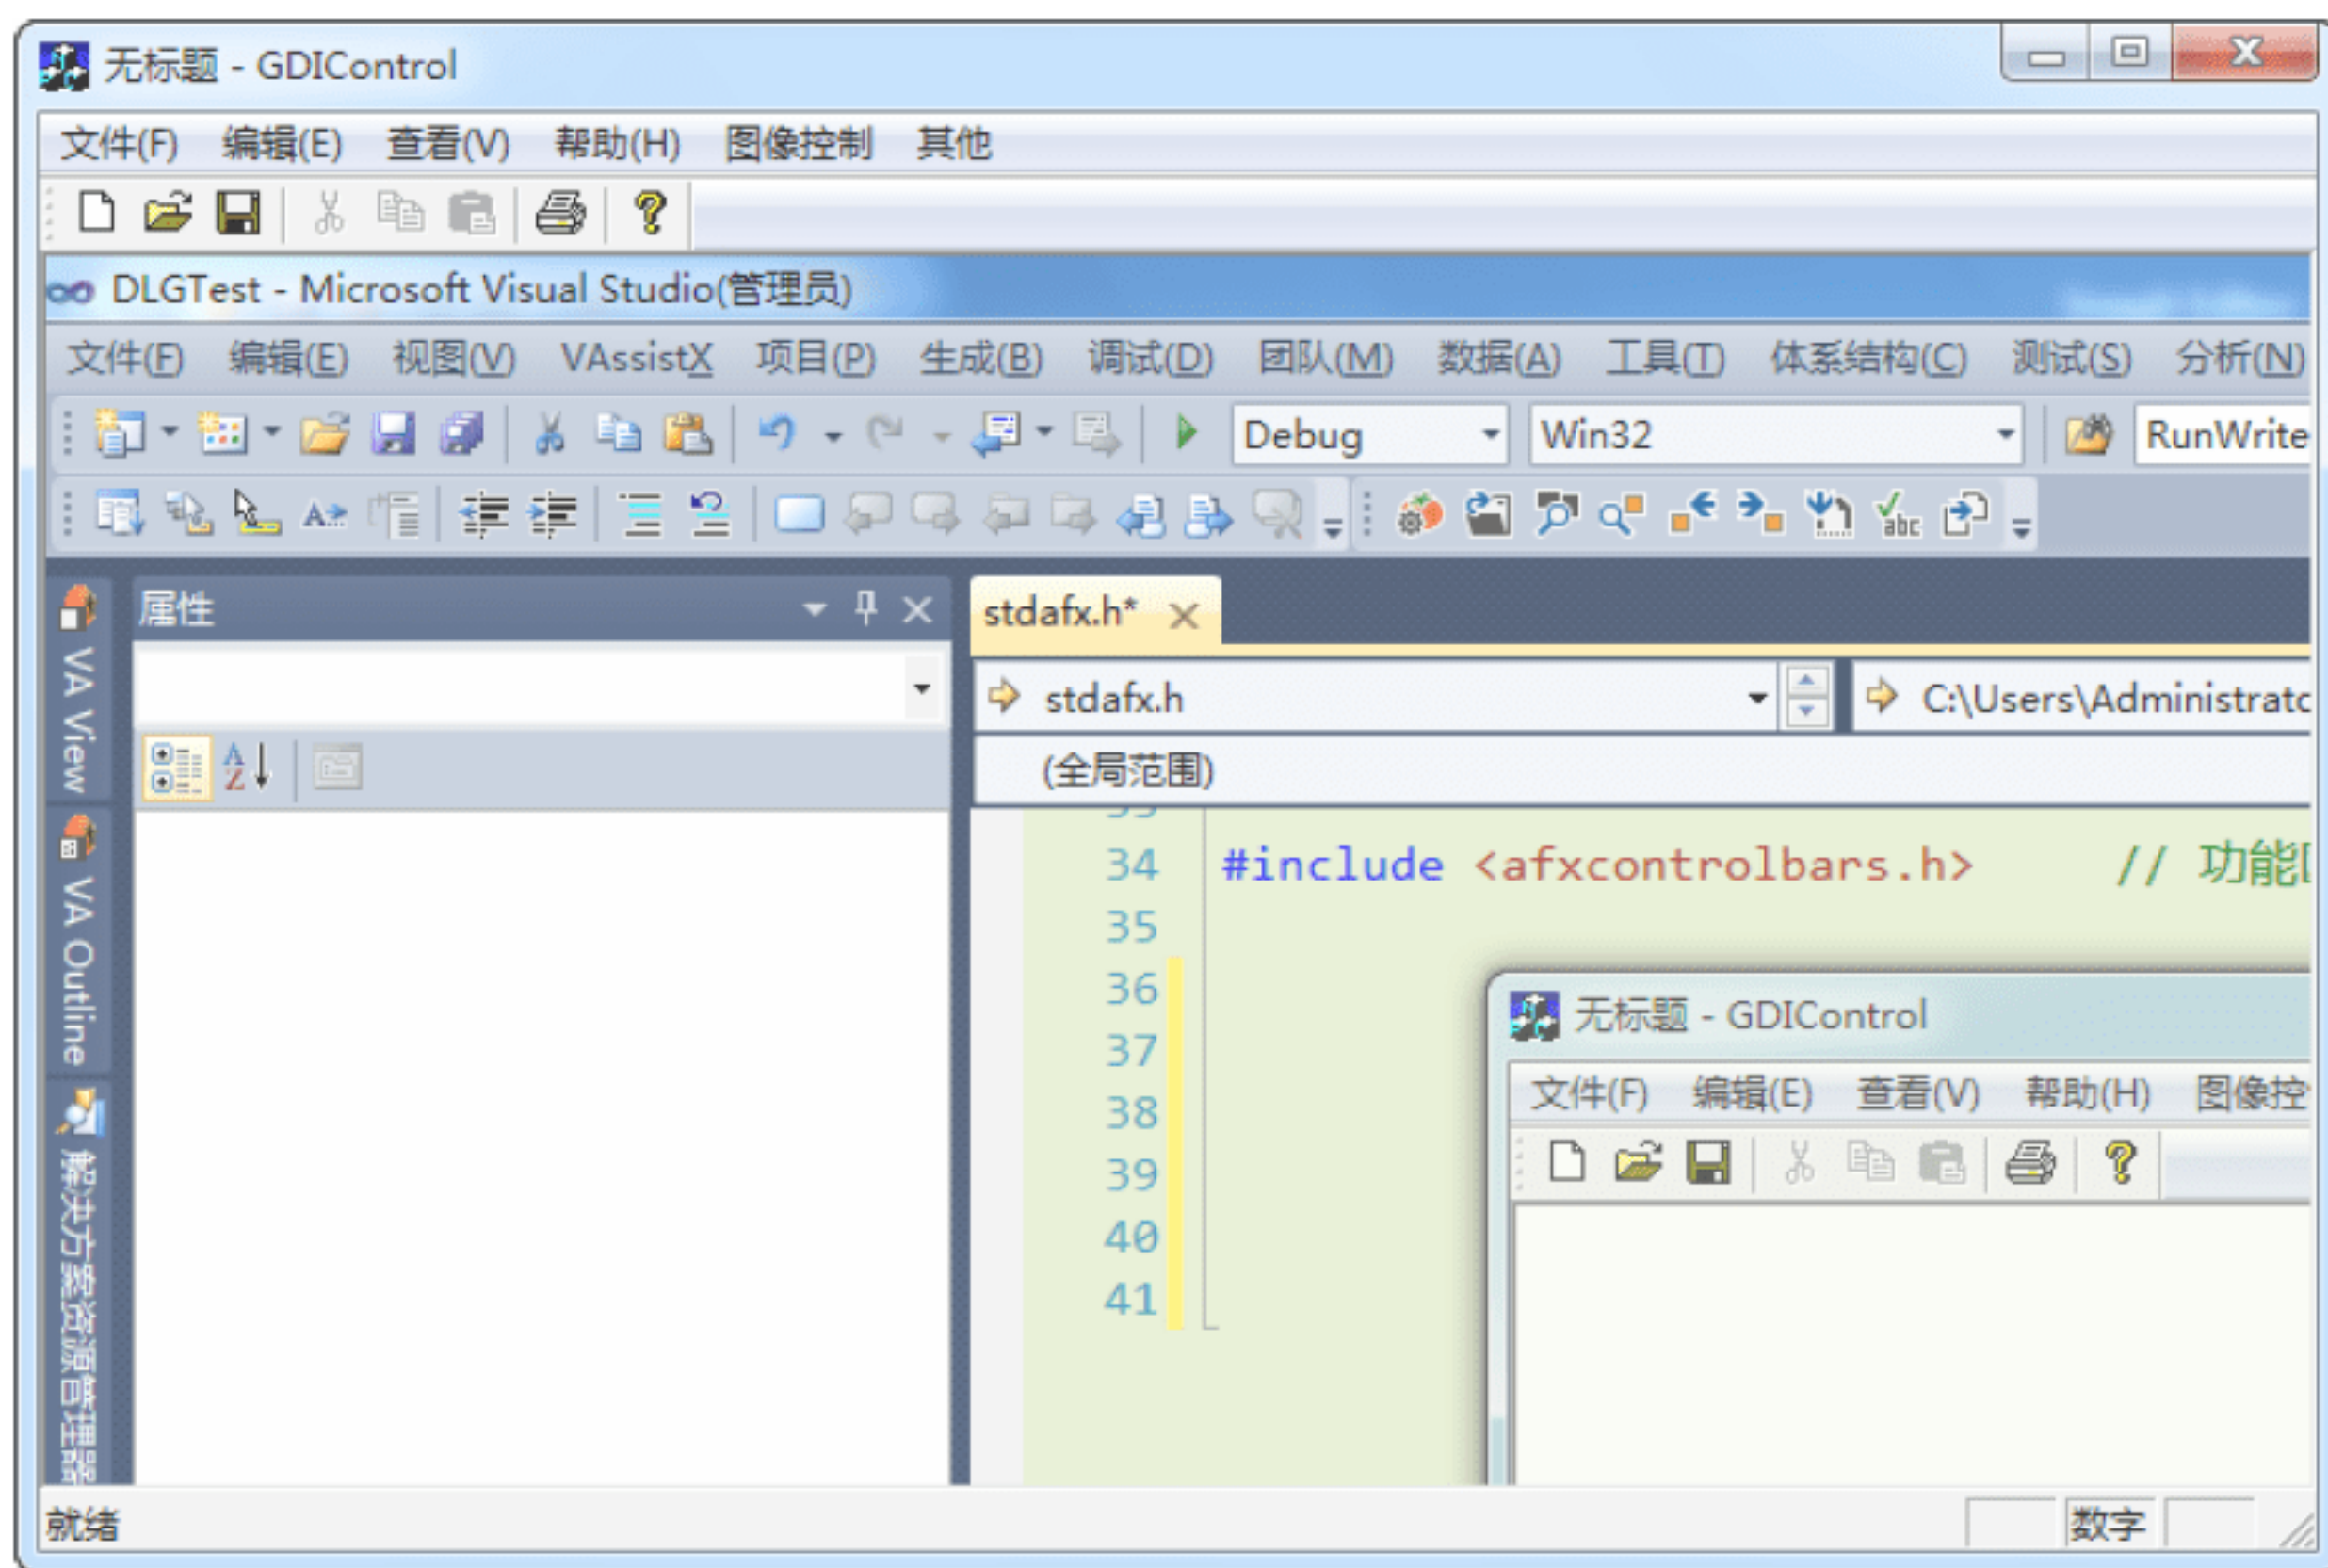 无标题 - GDIControl
文件(F) 编辑(E) 查看(V) 帮助(H) 图像控制 其他
DLGTest - Microsoft Visual Studio(管理员)
文件(F) 编辑(E) 视图(V) VAssistX 项目(P) 生成(B) 调试(D) 团队(M) 数据(A) 工具(T) 体系结构(C) 测试(S) 分析(N)
Debug Win32 RunWrite
VA View
VA Outline
解决方案资源管理器
属性
stdafx.h*
stdafx.h C:\Users\Administratc
(全局范围)
34 #include <afxcontrolbars.h> // 功能
35
36
37
38
39
40
41
无标题 - GDIControl
文件(F) 编辑(E) 查看(V) 帮助(H) 图像控
就绪 数字